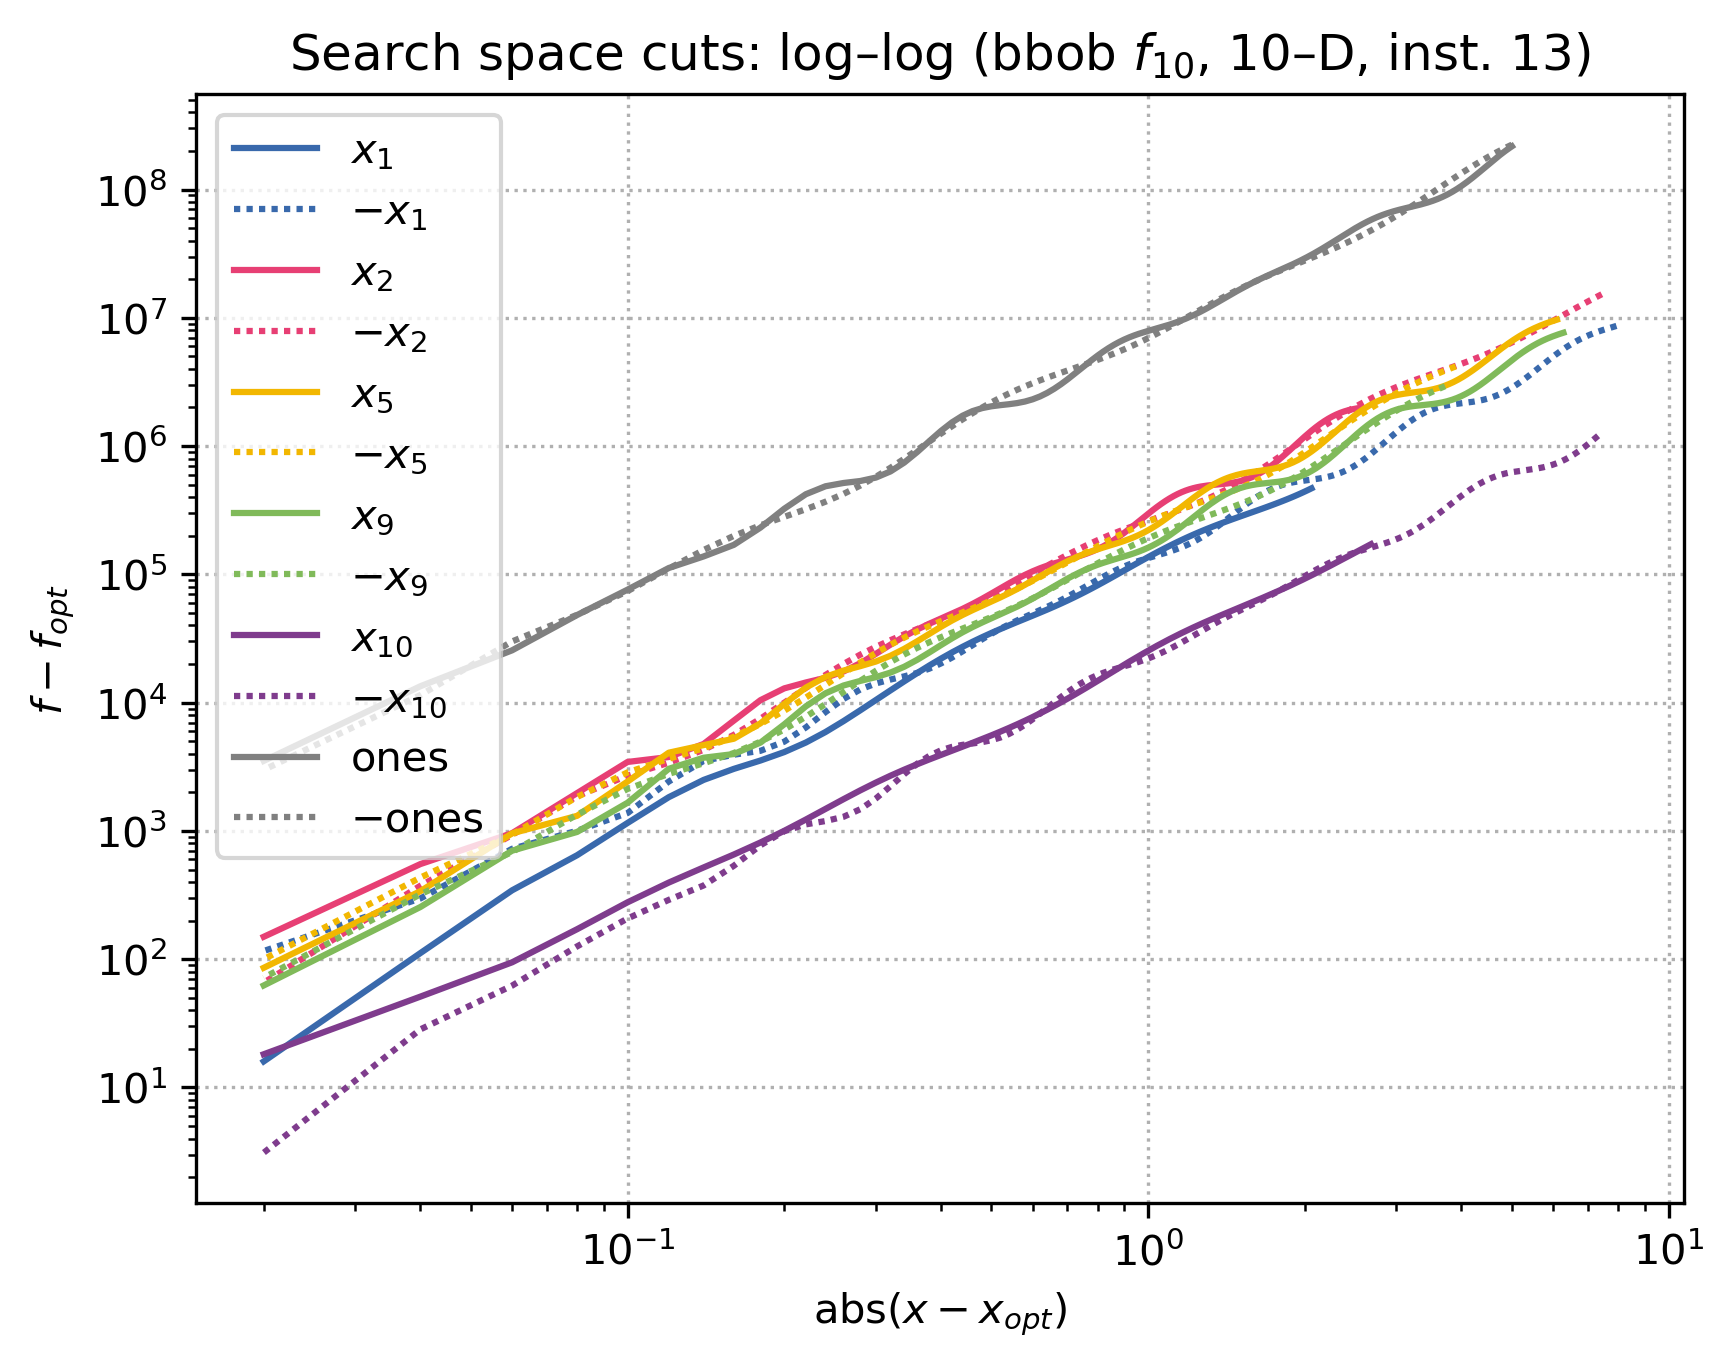 Search space cuts: log–log (bbob $f_{10}$, 10–D, inst. 13)
$x_1$
$-x_1$
$x_2$
$-x_2$
$x_5$
$-x_5$
$x_9$
$-x_9$
$x_{10}$
$-x_{10}$
ones
−ones
$10^8$
$10^7$
$10^6$
$10^5$
$10^4$
$10^3$
$10^2$
$10^1$
$f - f_{opt}$
$10^{-1}$
$10^0$
$10^1$
abs($x - x_{opt}$)